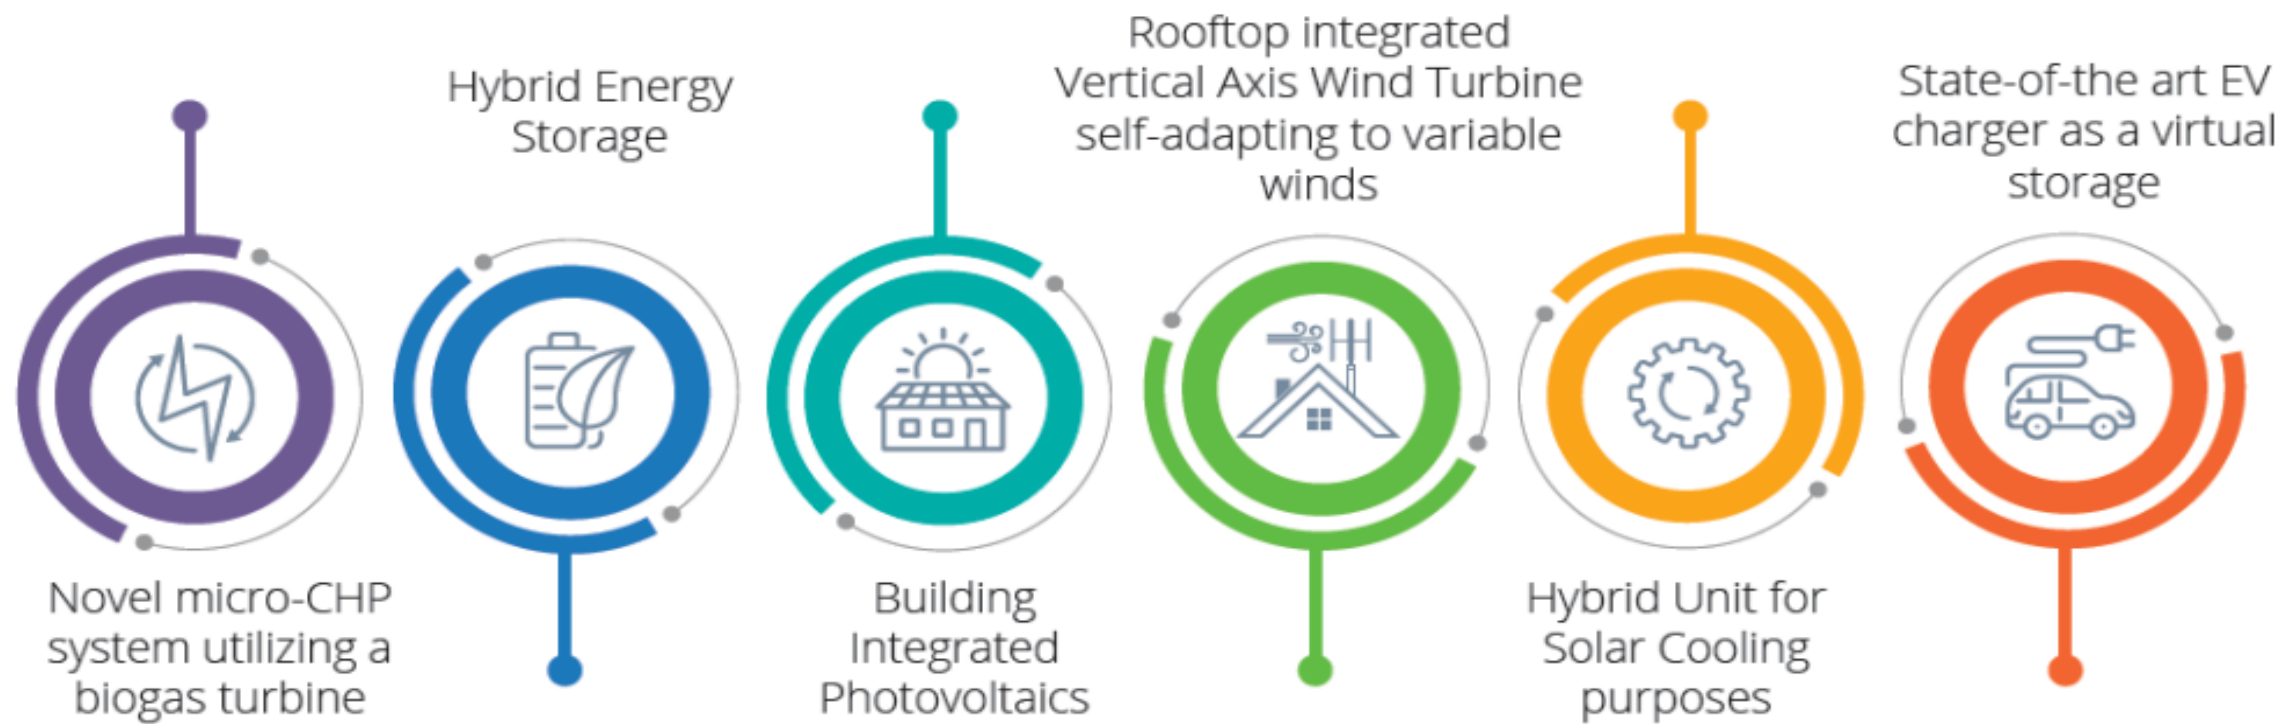 Novel micro-CHP
system utilizing a
biogas turbine
Hybrid Energy
Storage
Building
Integrated
Photovoltaics
Rooftop integrated
Vertical Axis Wind Turbine
self-adapting to variable
winds
Hybrid Unit for
Solar Cooling
purposes
State-of-the art EV
charger as a virtual
storage